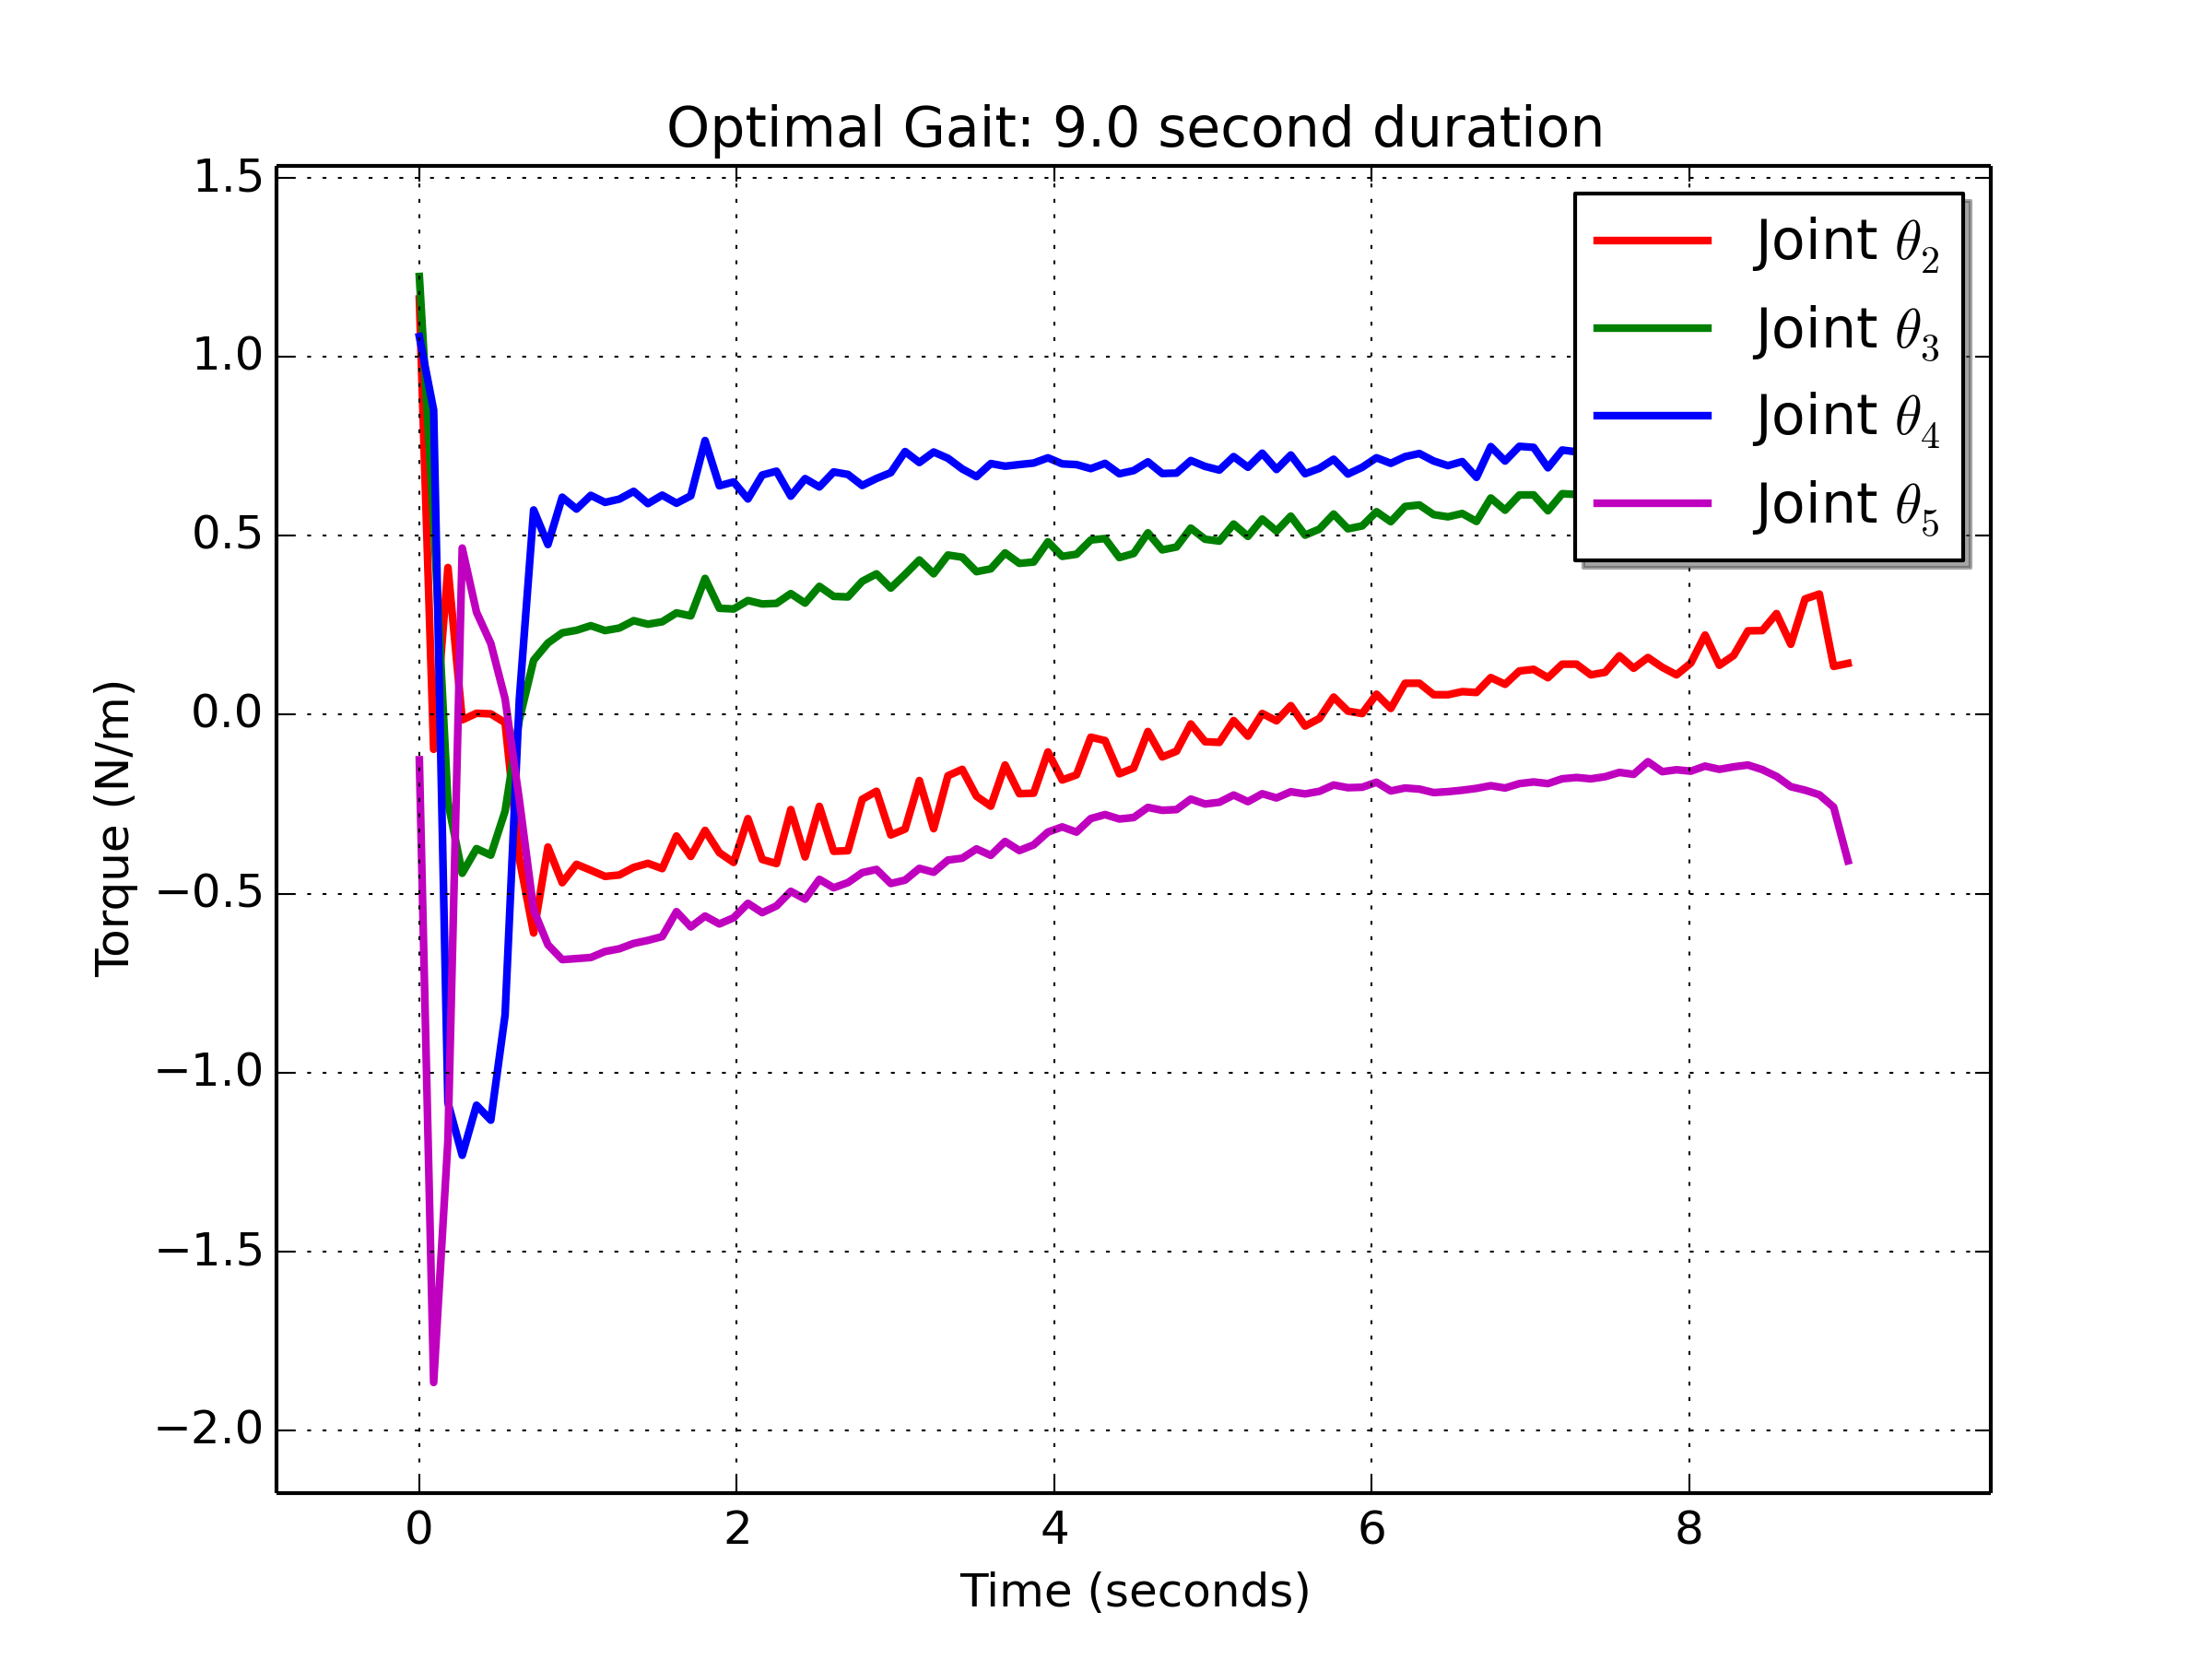 Optimal Gait: 9.0 second duration
1.5
1.0
0.5
0.0
−0.5
−1.0
−1.5
−2.0
Torque (N/m)
0 2 4 6 8
Time (seconds)
Joint θ2
Joint θ3
Joint θ4
Joint θ5